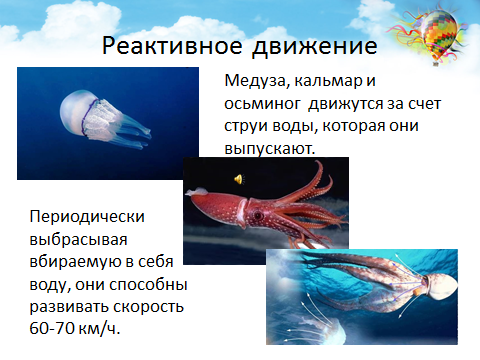 Реактивное движение
Медуза, кальмар и
осьминог движутся за счет
струи воды, которая они
выпускают.
Периодически
выбрасывая
вбираемую в себя
воду, они способны
развивать скорость
60-70 км/ч.